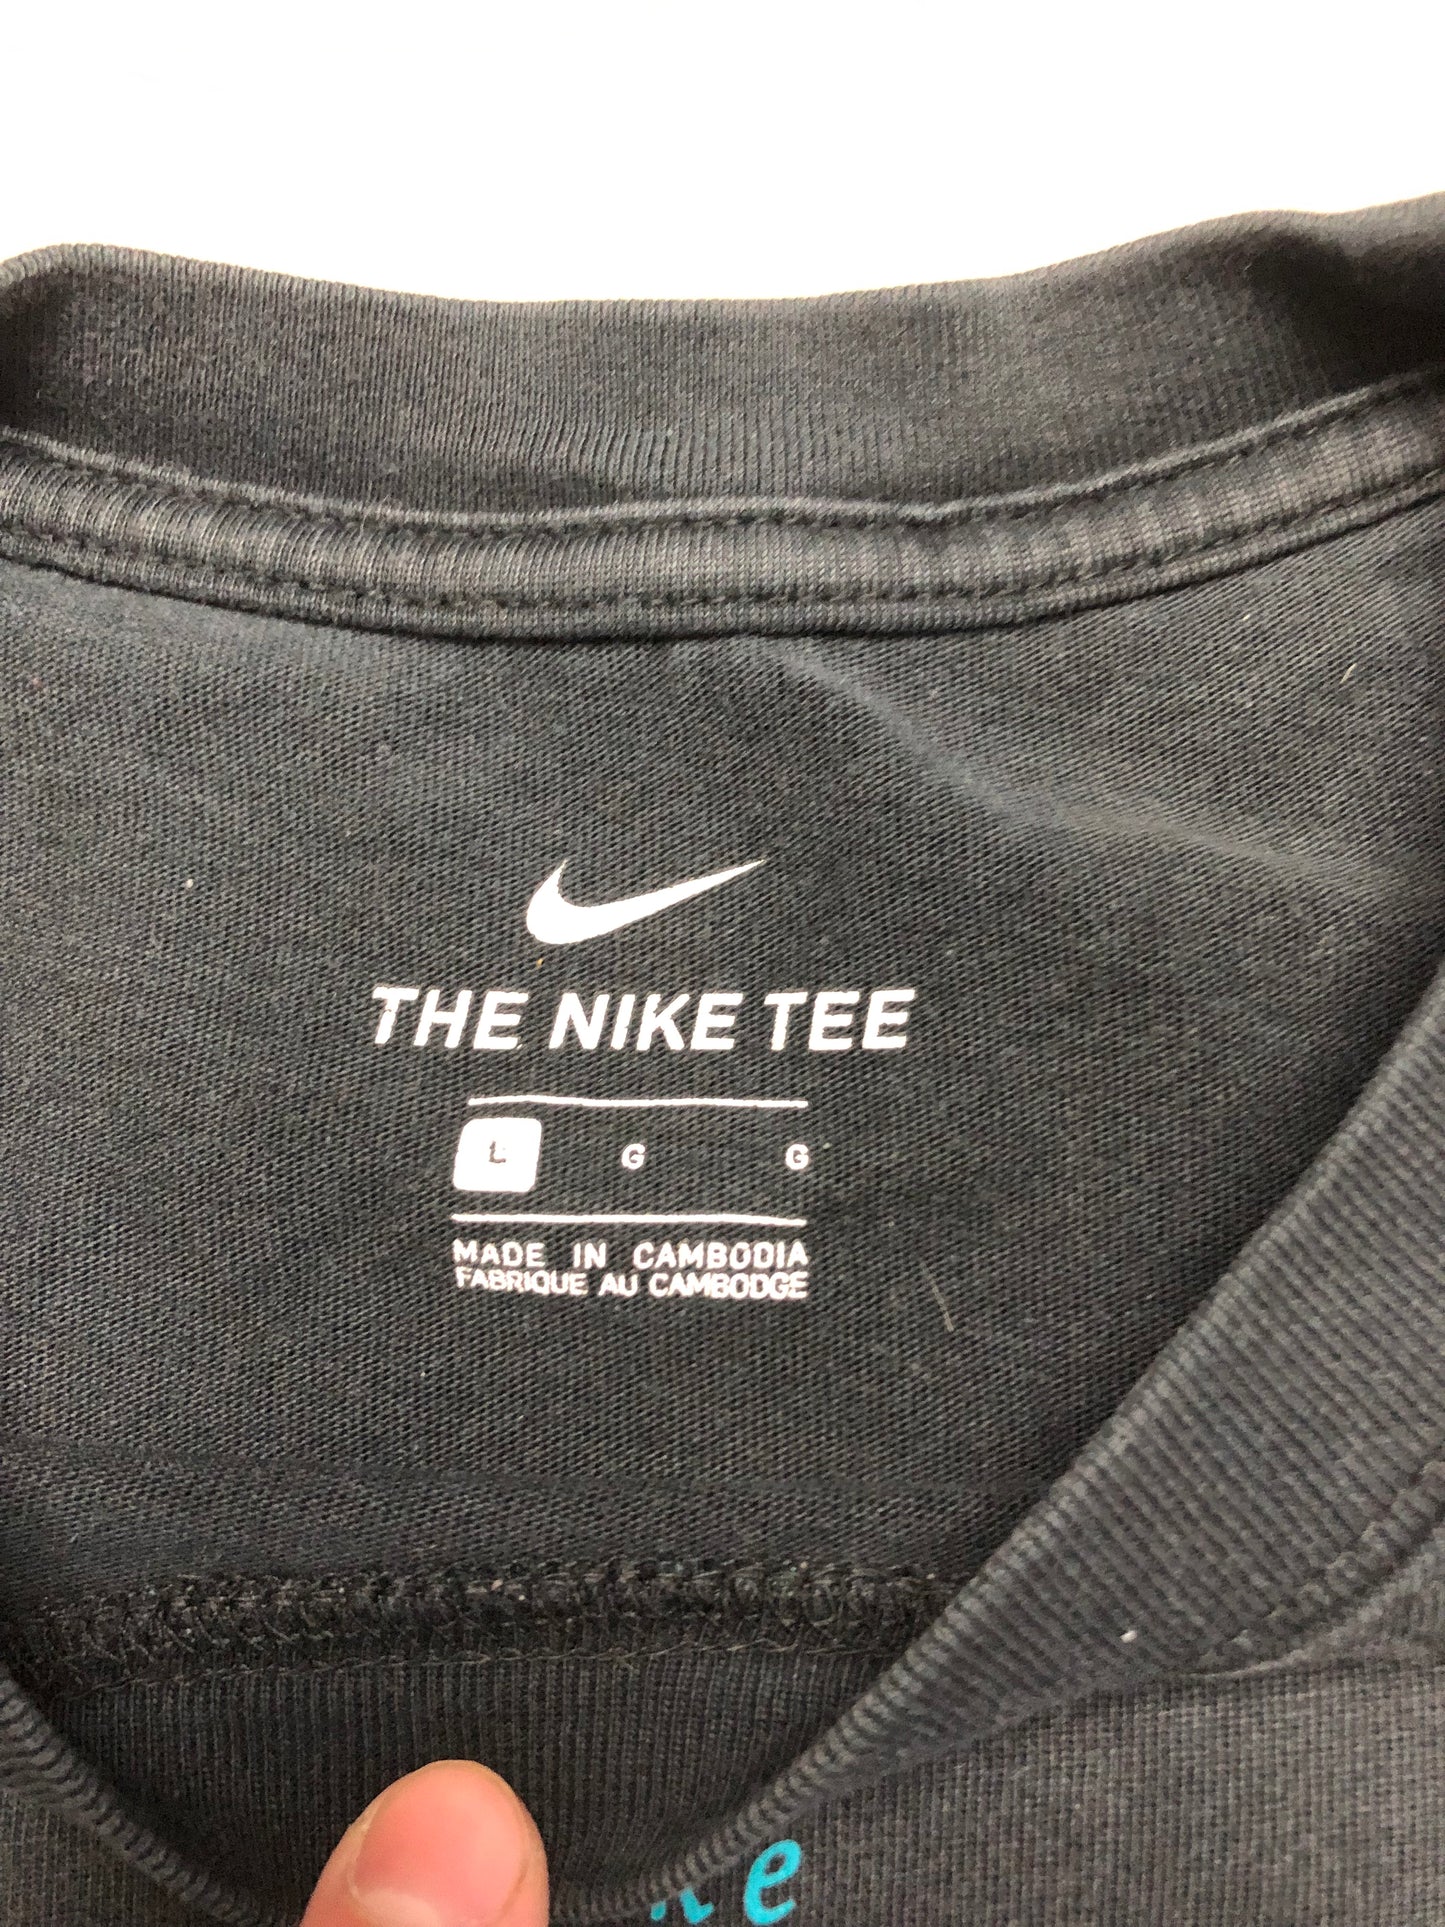 THE NIKE TEE
L G G
MADE IN CAMBODIA
FABRIQUE AU CAMBODGE